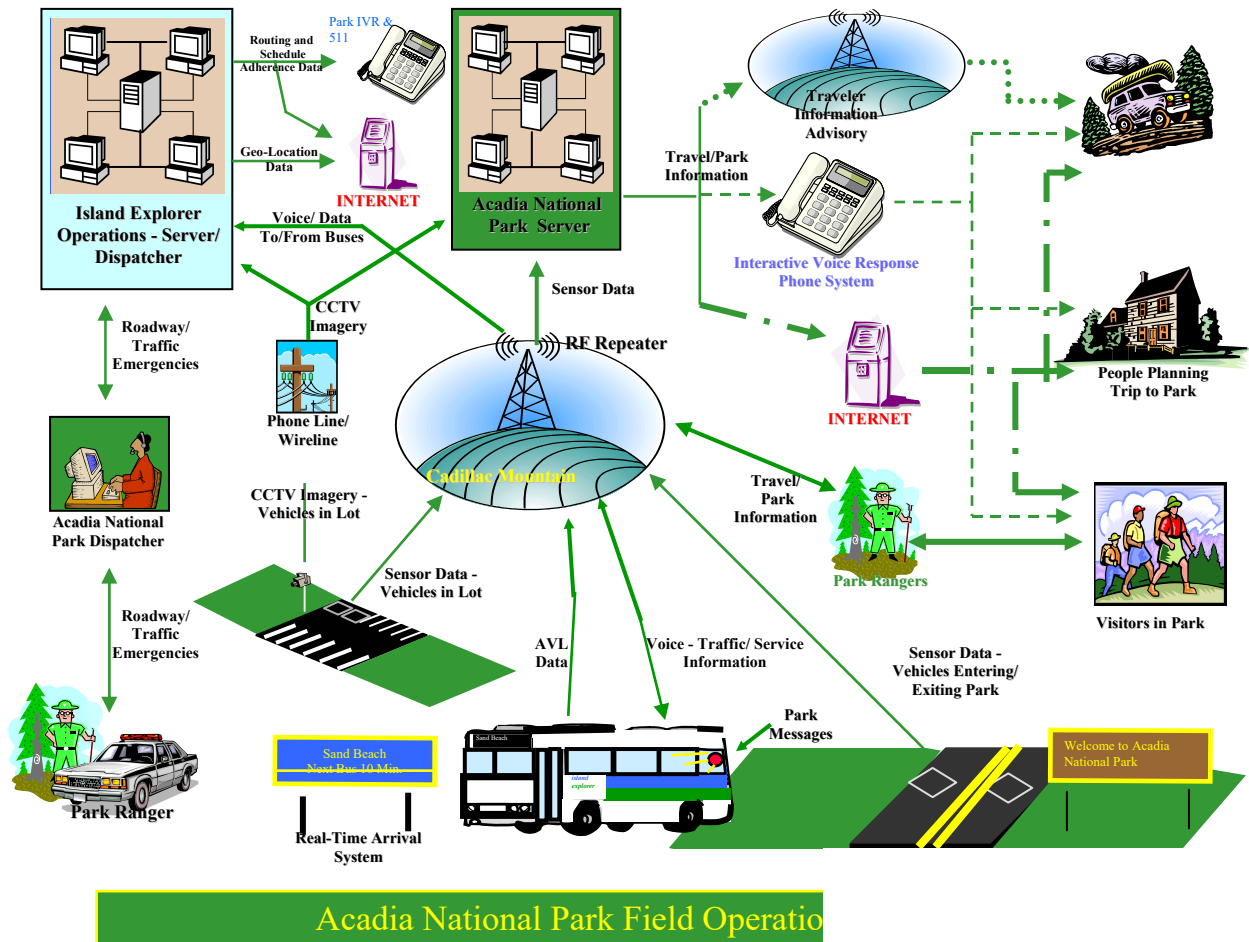 Park IVR &
511
Routing and
Schedule
Adherence Data
Geo-Location
Data
INTERNET
Island Explorer
Operations - Server/
Dispatcher
Voice/ Data
To/From Buses
Acadia National
Park Server
Travel/Park
Information
Traveler
Information
Advisory
Interactive Voice Response
Phone System
INTERNET
People Planning
Trip to Park
Sensor Data
RF Repeater
CCTV
Imagery
Roadway/
Traffic
Emergencies
Phone Line/
Wireline
Cadillac Mountain
Travel/
Park
Information
Park Rangers
Visitors in Park
Acadia National
Park Dispatcher
CCTV Imagery -
Vehicles in Lot
Sensor Data -
Vehicles in Lot
Roadway/
Traffic
Emergencies
AVL
Data
Voice - Traffic/ Service
Information
Sensor Data -
Vehicles Entering/
Exiting Park
Park
Messages
Park Ranger
Sand Beach
Next Bus 10 Min.
Real-Time Arrival
System
Sand Beach
island
explorer
Welcome to Acadia
National Park
Acadia National Park Field Operatio